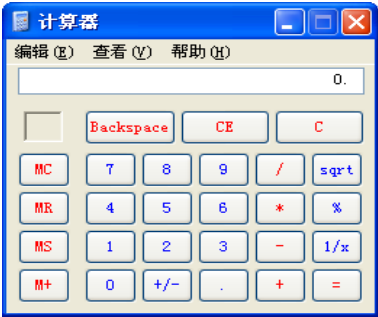 计算器
编辑(E) 查看(V) 帮助(H)
0.
Backspace CE C
MC 7 8 9 / sqrt
MR 4 5 6 * %
MS 1 2 3 - 1/x
M+ 0 +/- . + =